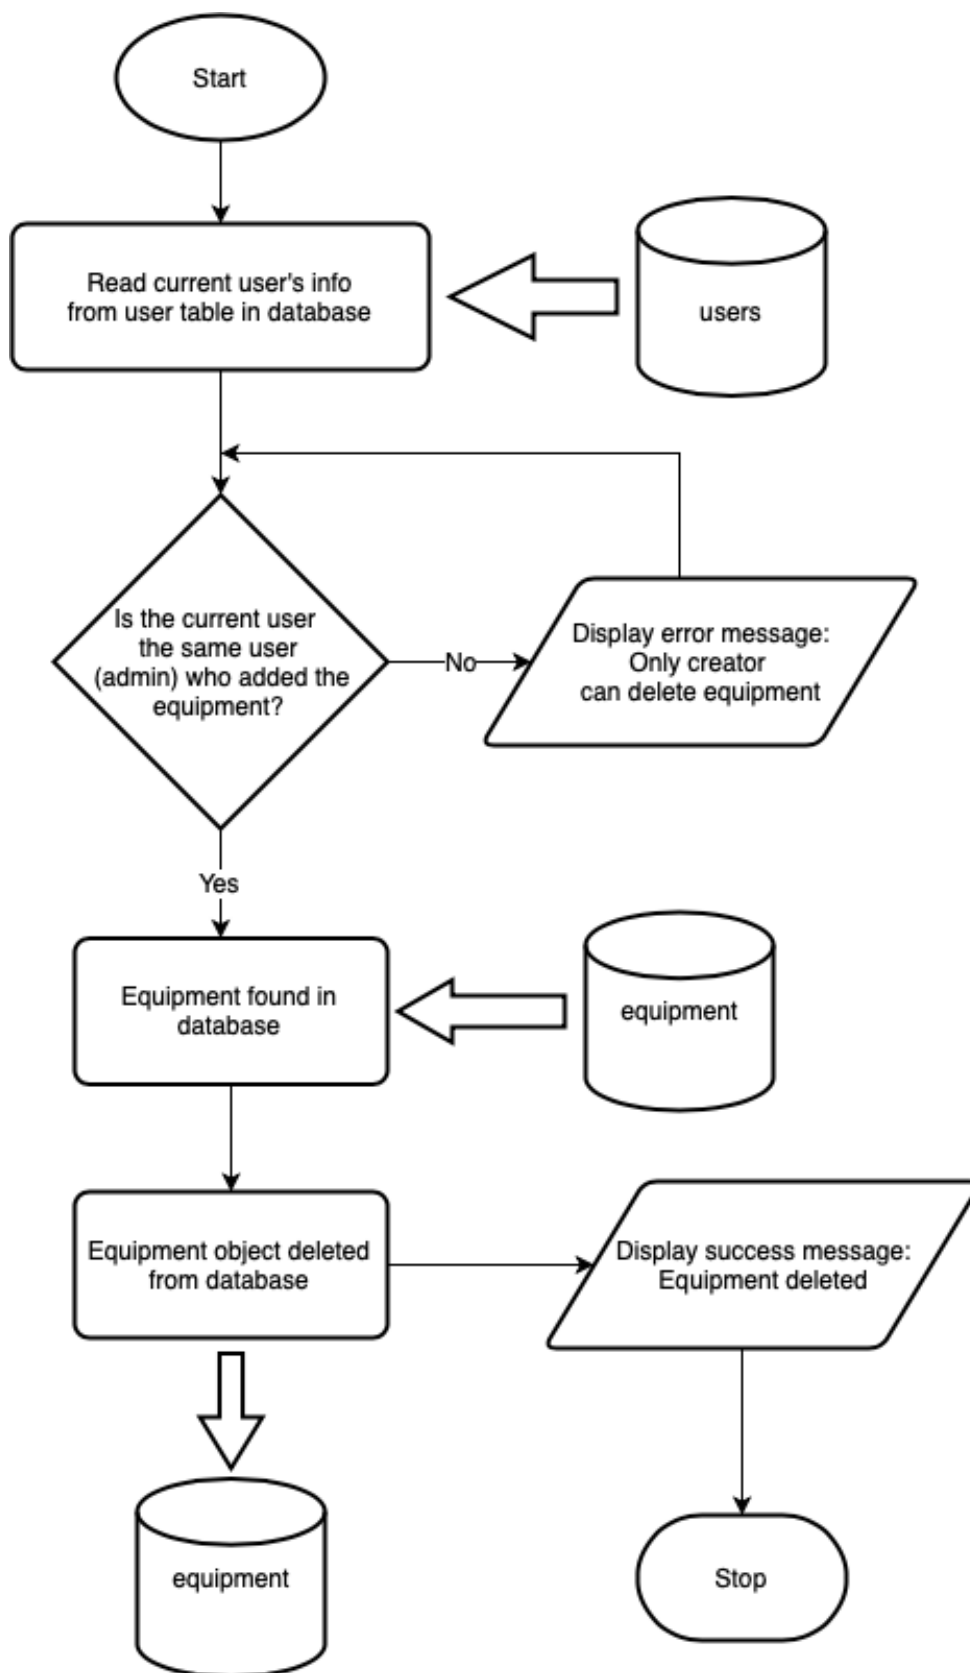 Start
Read current user's info
from user table in database
users
Is the current user
the same user
(admin) who added the
equipment?
No
Display error message:
Only creator
can delete equipment
Yes
Equipment found in
database
equipment
Equipment object deleted
from database
Display success message:
Equipment deleted
equipment
Stop